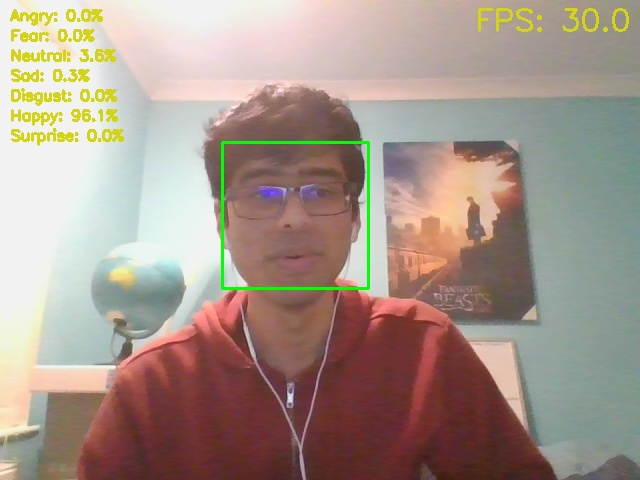 Angry: 0.0%
Fear: 0.0%
Neutral: 3.6%
Sad: 0.3%
Disgust: 0.0%
Happy: 96.1%
Surprise: 0.0%
FPS: 30.0
FANTASTIC
BEASTS